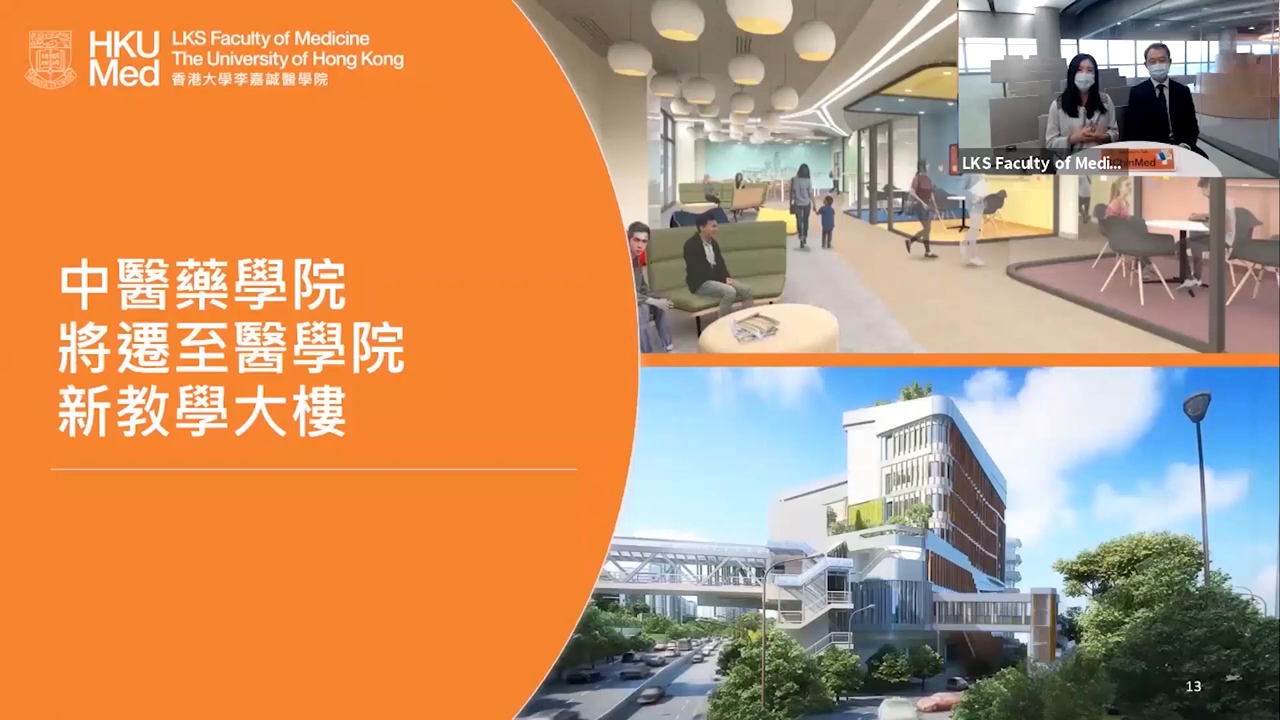 HKU
Med
LKS Faculty of Medicine
The University of Hong Kong
香港大學李嘉誠醫學院
中醫藥學院
將遷至醫學院
新教學大樓
LKS Faculty of Medi...
ChinMed
13